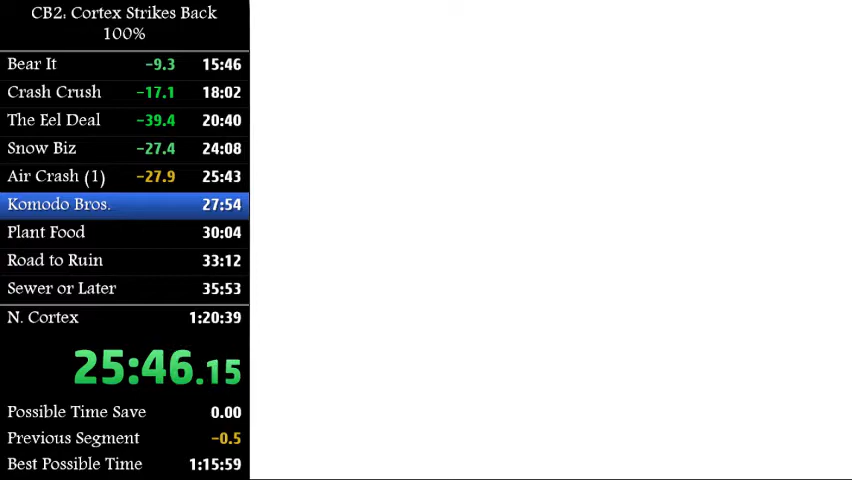 CB2: Cortex Strikes Back
100%
Bear It -9.3 15:46
Crash Crush -17.1 18:02
The Eel Deal -39.4 20:40
Snow Biz -27.4 24:08
Air Crash (1) -27.9 25:43
Komodo Bros. 27:54
Plant Food 30:04
Road to Ruin 33:12
Sewer or Later 35:53
N. Cortex 1:20:39
25:46.15
Possible Time Save 0.00
Previous Segment -0.5
Best Possible Time 1:15:59